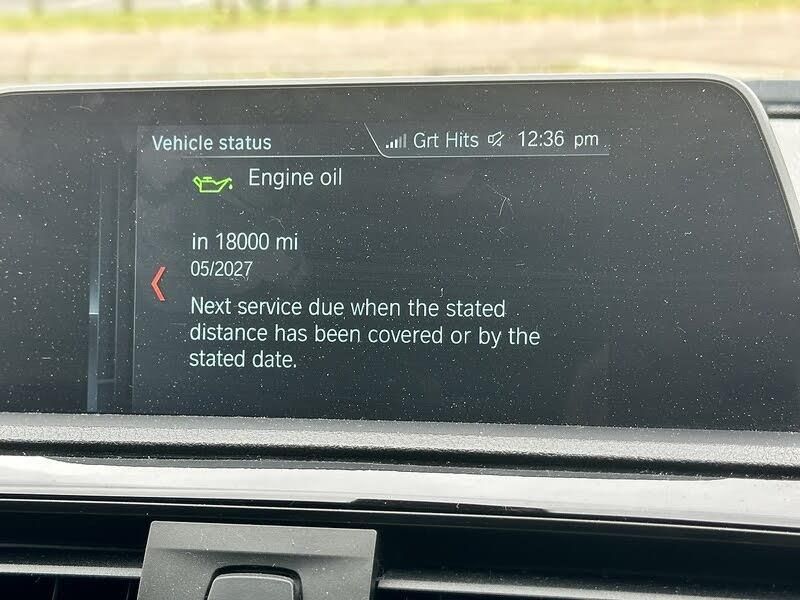 Vehicle status
Grt Hits 12:36 pm
Engine oil
in 18000 mi
05/2027
Next service due when the stated
distance has been covered or by the
stated date.